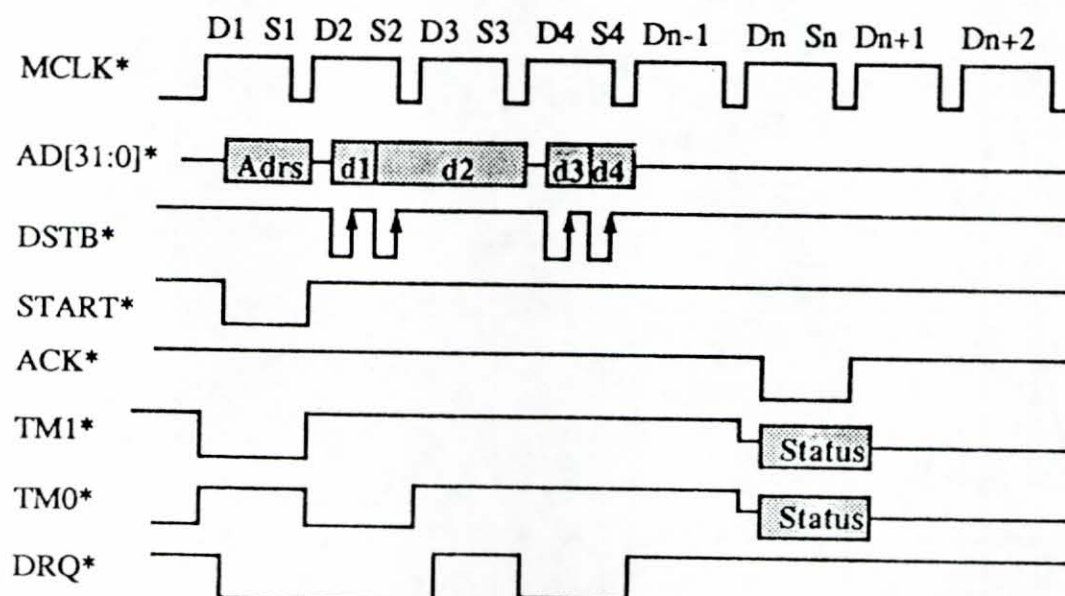 D1 S1 D2 S2 D3 S3 D4 S4 Dn-1 Dn Sn Dn+1 Dn+2
MCLK*
AD[31:0]* Adrs d1 d2 d3 d4
DSTB*
START*
ACK*
TM1* Status
TM0* Status
DRQ*